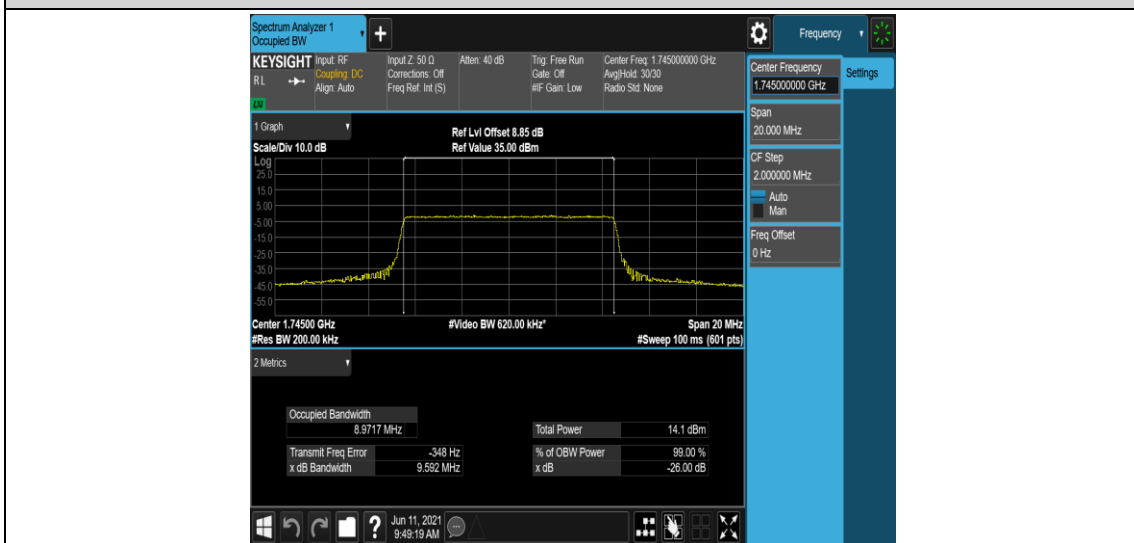 Spectrum Analyzer 1
Occupied BW
+
Frequency
KEYSIGHT
RL
LXI
Input: RF
Coupling: DC
Align: Auto
Input Z: 50 Ω
Corrections: Off
Freq Ref: Int (S)
Atten: 40 dB
Trig: Free Run
Gate: Off
#IF Gain: Low
Center Freq: 1.745000000 GHz
Avg|Hold: 30/30
Radio Std: None
Center Frequency
1.745000000 GHz
Settings
Span
20.000 MHz
CF Step
2.000000 MHz
Auto
Man
Freq Offset
0 Hz
1 Graph
Ref Lvl Offset 8.85 dB
Scale/Div 10.0 dB
Ref Value 35.00 dBm
Log
25.0
15.0
5.00
-5.00
-15.0
-25.0
-35.0
-45.0
-55.0
Center 1.74500 GHz
#Video BW 620.00 kHz*
Span 20 MHz
#Res BW 200.00 kHz
#Sweep 100 ms (601 pts)
2 Metrics
Occupied Bandwidth
8.9717 MHz
Total Power 14.1 dBm
Transmit Freq Error -348 Hz
% of OBW Power 99.00 %
x dB Bandwidth 9.592 MHz
x dB -26.00 dB
?
Jun 11, 2021
9:49:19 AM